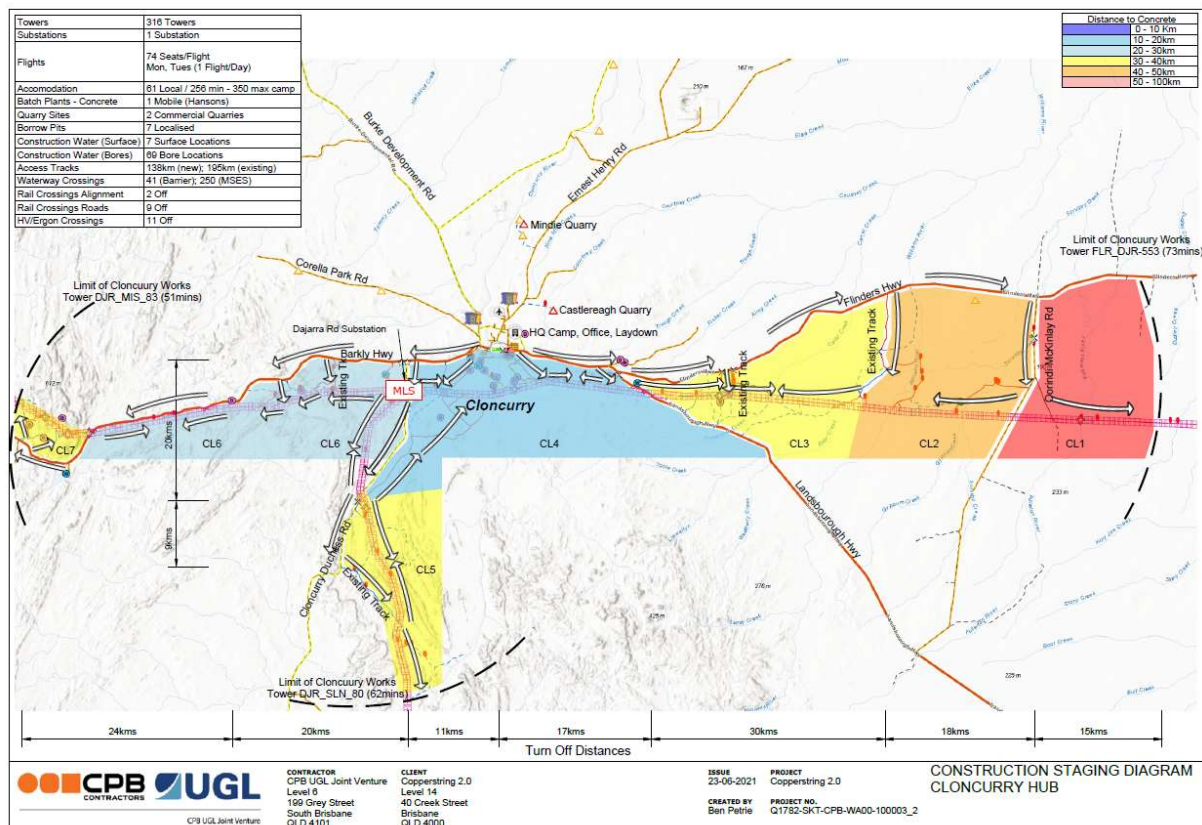 Towers 316 Towers
Substations 1 Substation
Flights 74 Seats/Flight
Mon, Tues (1 Flight/Day)
Accomodation 61 Local / 256 min - 350 max camp
Batch Plants - Concrete 1 Mobile (Hansons)
Quarry Sites 2 Commercial Quarries
Borrow Pits 7 Localised
Construction Water (Surface) 7 Surface Locations
Construction Water (Bores) 69 Bore Locations
Access Tracks 138km (new); 195km (existing)
Waterway Crossings 41 (Barrier); 250 (MSES)
Rail Crossings Alignment 2 Off
Rail Crossings Roads 9 Off
HV/Ergon Crossings 11 Off
Distance to Concrete
0 - 10 Km
10 - 20km
20 - 30km
30 - 40km
40 - 50km
50 - 100km
Burke Development Rd
Ernest Henry Rd
Mindie Quarry
Corella Park Rd
Castlereagh Quarry
HQ Camp, Office, Laydown
Flinders Hwy
Limit of Cloncuury Works
Tower DJR_MIS_83 (51mins)
Limit of Cloncuury Works
Tower FLR_DJR-553 (73mins)
Dajarra Rd Substation
Barkly Hwy
Existing Track
MLS
Cloncurry
Existing Track
Existing Track
CL7
CL6
CL6
CL4
CL3
CL2
CL1
20kms
9kms
Cloncurry Duchess Rd
Existing Track
CL5
Landsbourough Hwy
Limit of Cloncuury Works
Tower DJR_SLN_80 (62mins)
24kms 20kms 11kms 17kms 30kms 18kms 15kms
Turn Off Distances
CPB
CONTRACTORS
UGL
CPB UGL Joint Venture
CONTRACTOR
CPB UGL Joint Venture
Level 6
199 Grey Street
South Brisbane
QLD 4101
CLIENT
Copperstring 2.0
Level 14
40 Creek Street
Brisbane
QLD 4000
ISSUE
23-06-2021
CREATED BY
Ben Petrie
PROJECT
Copperstring 2.0
PROJECT NO.
Q1782-SKT-CPB-WA00-100003_2
CONSTRUCTION STAGING DIAGRAM
CLONCURRY HUB